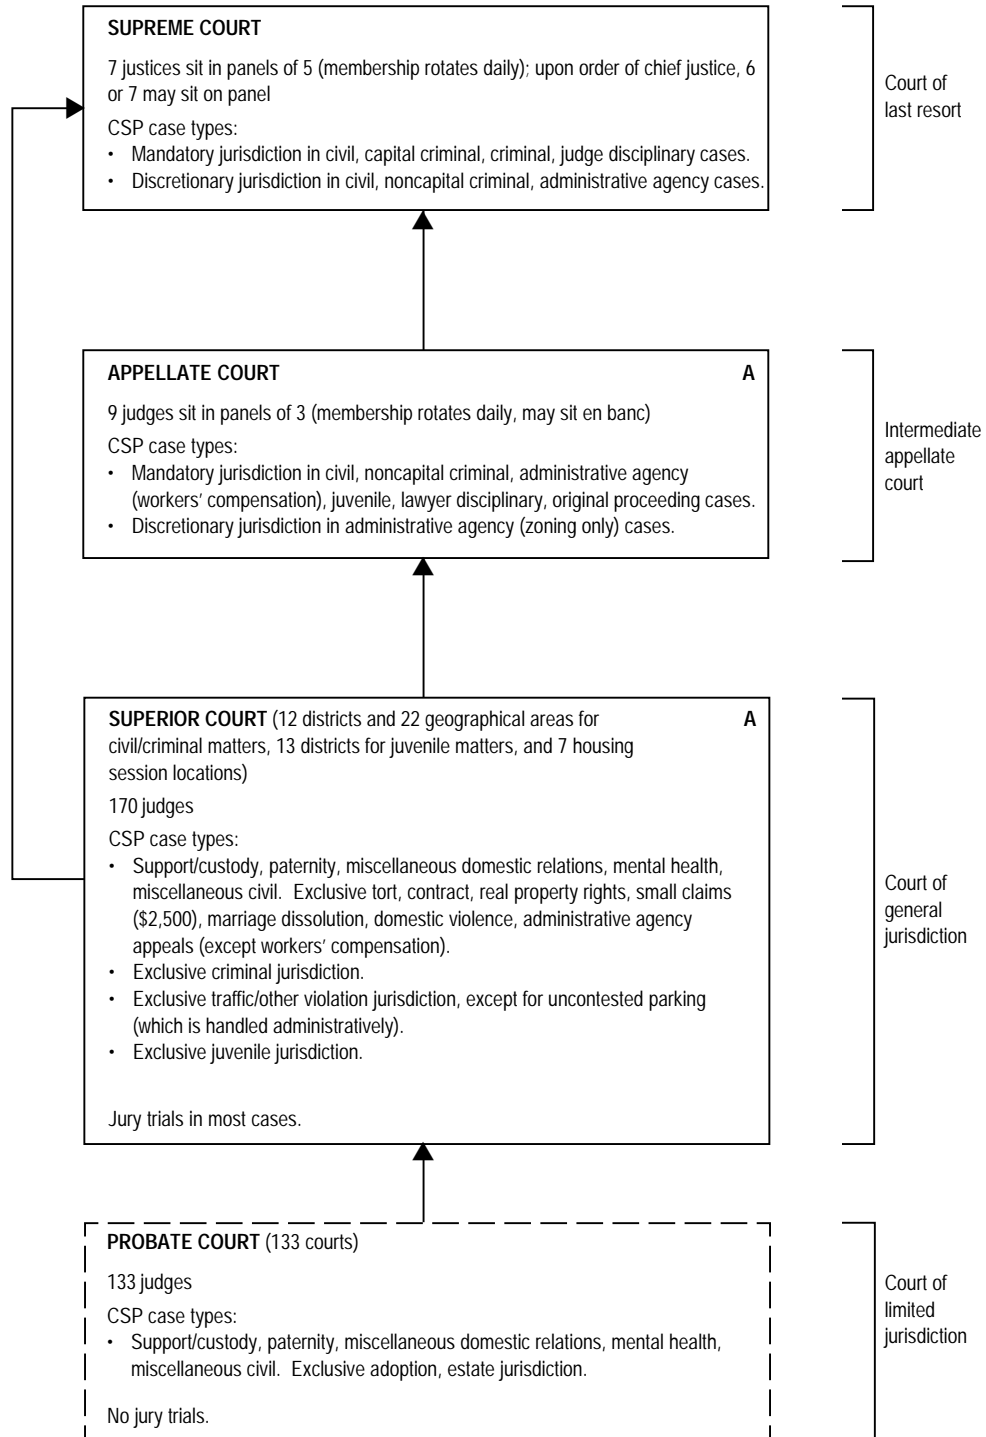 SUPREME COURT
7 justices sit in panels of 5 (membership rotates daily); upon order of chief justice, 6
or 7 may sit on panel
CSP case types:
• Mandatory jurisdiction in civil, capital criminal, criminal, judge disciplinary cases.
• Discretionary jurisdiction in civil, noncapital criminal, administrative agency cases.
Court of
last resort
APPELLATE COURT A
9 judges sit in panels of 3 (membership rotates daily, may sit en banc)
CSP case types:
• Mandatory jurisdiction in civil, noncapital criminal, administrative agency
(workers' compensation), juvenile, lawyer disciplinary, original proceeding cases.
• Discretionary jurisdiction in administrative agency (zoning only) cases.
Intermediate
appellate
court
SUPERIOR COURT (12 districts and 22 geographical areas for A
civil/criminal matters, 13 districts for juvenile matters, and 7 housing
session locations)
170 judges
CSP case types:
• Support/custody, paternity, miscellaneous domestic relations, mental health,
miscellaneous civil. Exclusive tort, contract, real property rights, small claims
($2,500), marriage dissolution, domestic violence, administrative agency
appeals (except workers' compensation).
• Exclusive criminal jurisdiction.
• Exclusive traffic/other violation jurisdiction, except for uncontested parking
(which is handled administratively).
• Exclusive juvenile jurisdiction.
Jury trials in most cases.
Court of
general
jurisdiction
PROBATE COURT (133 courts)
133 judges
CSP case types:
• Support/custody, paternity, miscellaneous domestic relations, mental health,
miscellaneous civil. Exclusive adoption, estate jurisdiction.
No jury trials.
Court of
limited
jurisdiction